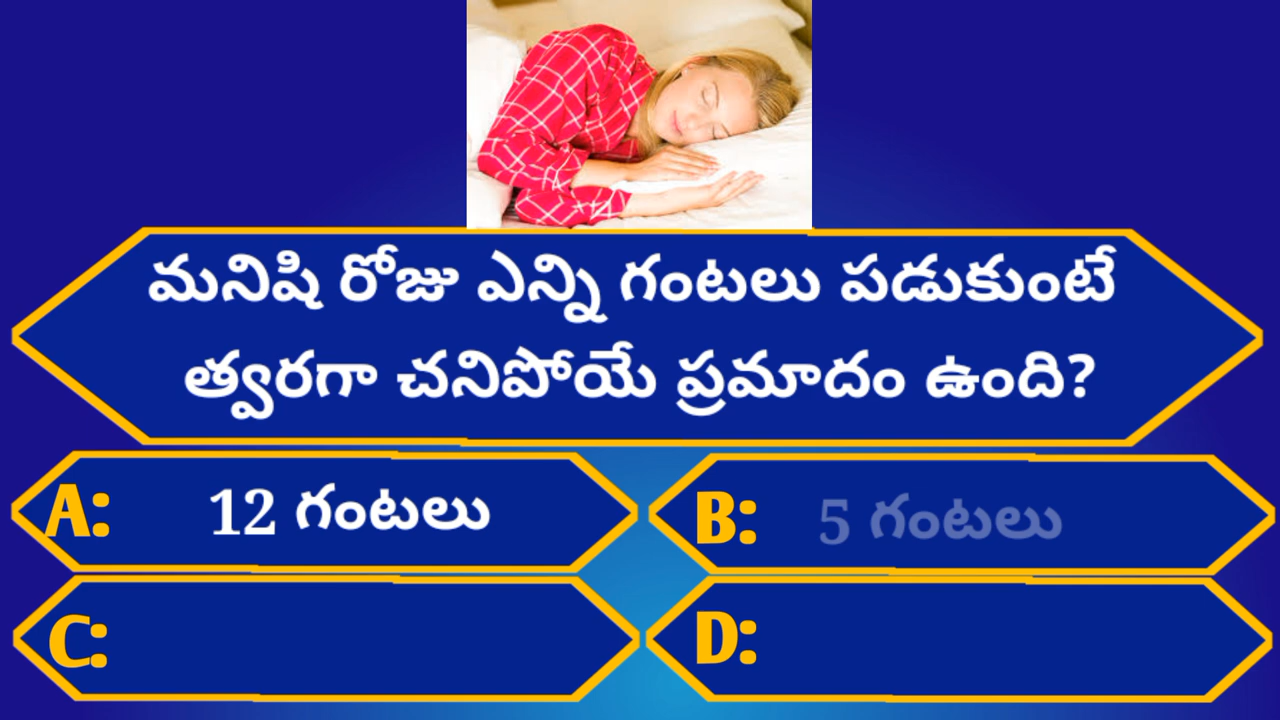 మనిషి రోజు ఎన్ని గంటలు పడుకుంటే
త్వరగా చనిపోయే ప్రమాదం ఉంది?
A: 12 గంటలు
B: 5 గంటలు
C:
D: